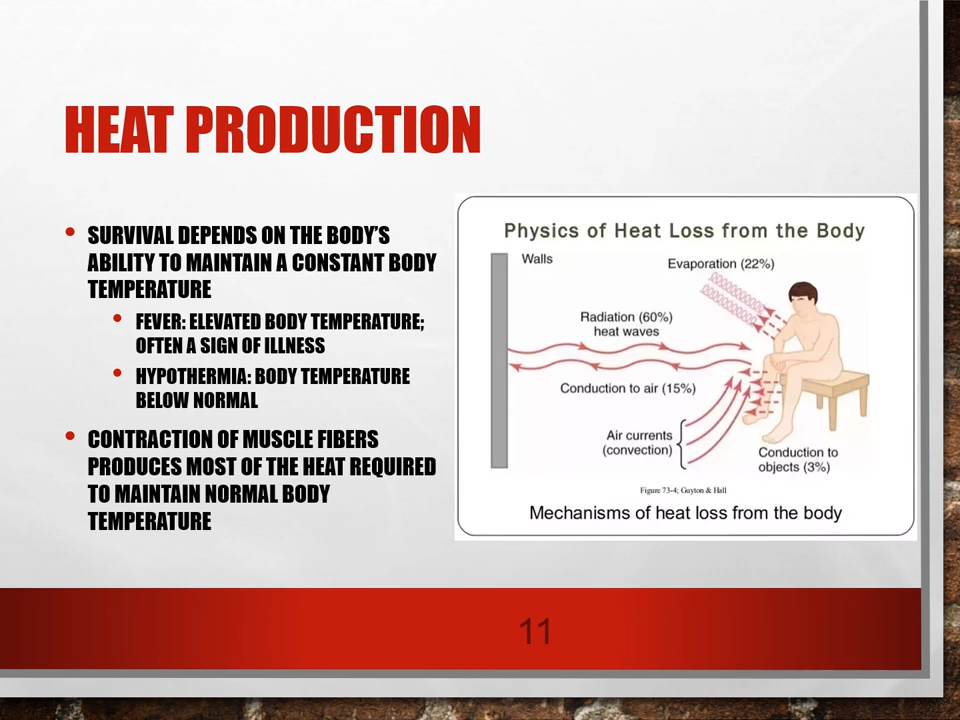 HEAT PRODUCTION
• SURVIVAL DEPENDS ON THE BODY'S
ABILITY TO MAINTAIN A CONSTANT BODY
TEMPERATURE
• FEVER: ELEVATED BODY TEMPERATURE;
OFTEN A SIGN OF ILLNESS
• HYPOTHERMIA: BODY TEMPERATURE
BELOW NORMAL
• CONTRACTION OF MUSCLE FIBERS
PRODUCES MOST OF THE HEAT REQUIRED
TO MAINTAIN NORMAL BODY
TEMPERATURE
Physics of Heat Loss from the Body
Walls
Evaporation (22%)
Radiation (60%)
heat waves
Conduction to air (15%)
Air currents
(convection)
Conduction to
objects (3%)
Figure 73-4; Guyton & Hall
Mechanisms of heat loss from the body
11